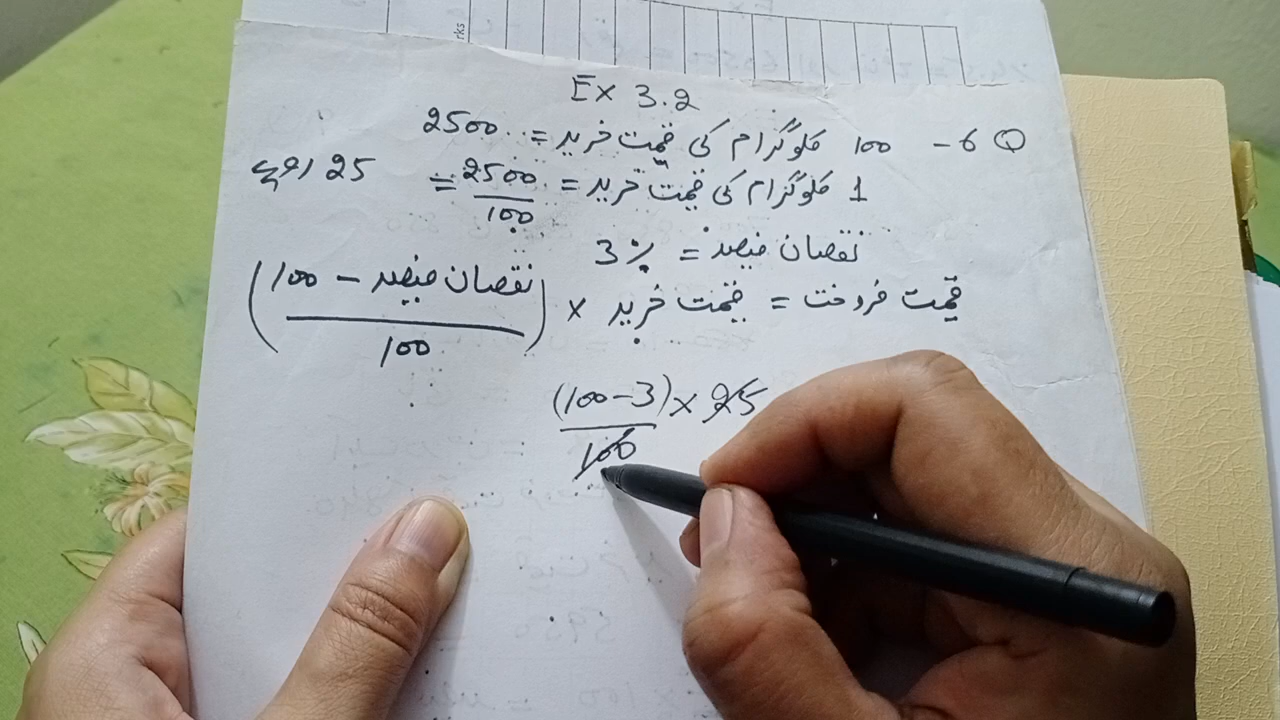 rks
Ex 3.2
Q 6 - 100 کلوگرام کی قیمت خرید = 2500
1 کلوگرام کی قیمت خرید = 2500/100 = 25 روپے
نقصان فیصد = 3%
قیمت فروخت = قیمت خرید × (100 - نقصان فیصد / 100)
(100-3)/100 × 25